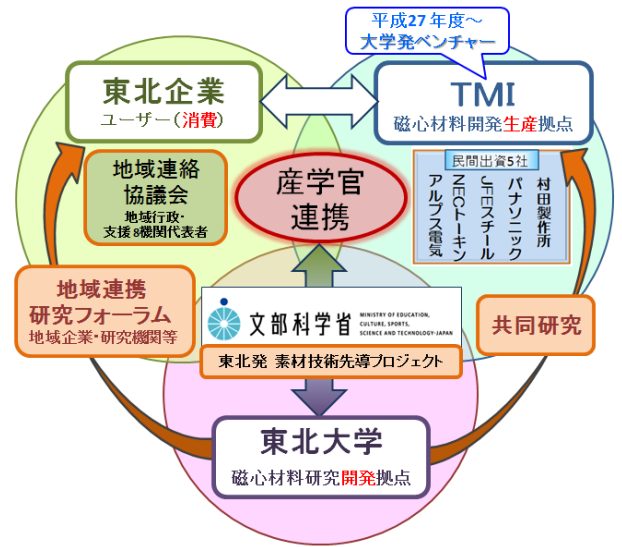 平成27年度～
大学発ベンチャー
東北企業
ユーザー（消費）
TMI
磁心材料開発生産拠点
地域連絡
協議会
地域行政・
支援8機関代表者
産学官
連携
民間出資5社
村田製作所
パナソニック
JFEスチール
NECトーキン
アルプス電気
地域連携
研究フォーラム
地域企業・研究機関等
文部科学省
MINISTRY OF EDUCATION,
CULTURE, SPORTS,
SCIENCE AND TECHNOLOGY-JAPAN
東北発 素材技術先導プロジェクト
共同研究
東北大学
磁心材料研究開発拠点